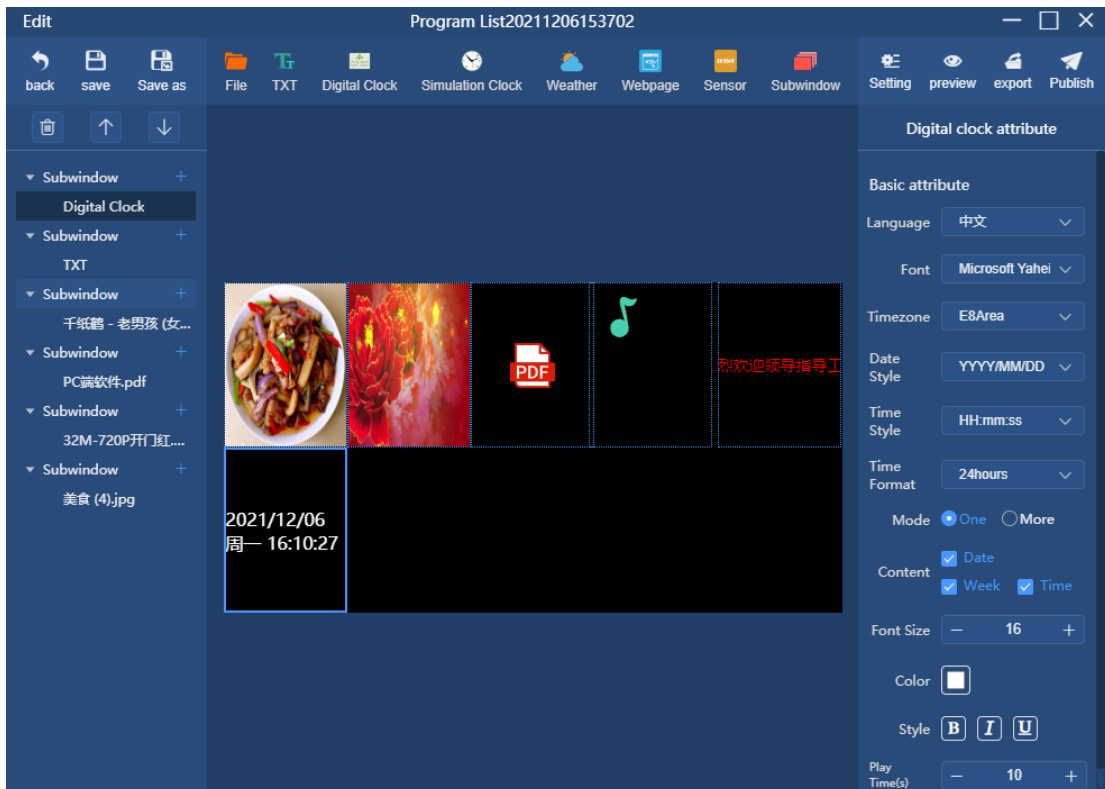 Edit
Program List20211206153702
back
save
Save as
File
TXT
Digital Clock
Simulation Clock
Weather
Webpage
Sensor
Subwindow
Setting
preview
export
Publish
Digital clock attribute
Subwindow
Digital Clock
Subwindow
TXT
Subwindow
千纸鹤 - 老男孩 (女...
Subwindow
PC端软件.pdf
Subwindow
32M-720P开门红....
Subwindow
美食 (4).jpg
PDF
烈欢迎领导指导工
2021/12/06
周一 16:10:27
Basic attribute
Language 中文
Font Microsoft Yahei
Timezone E8Area
Date Style YYYY/MM/DD
Time Style HH:mm:ss
Time Format 24hours
Mode One More
Content Date
Week Time
Font Size 16
Color
Style B I U
Play Time(s) 10